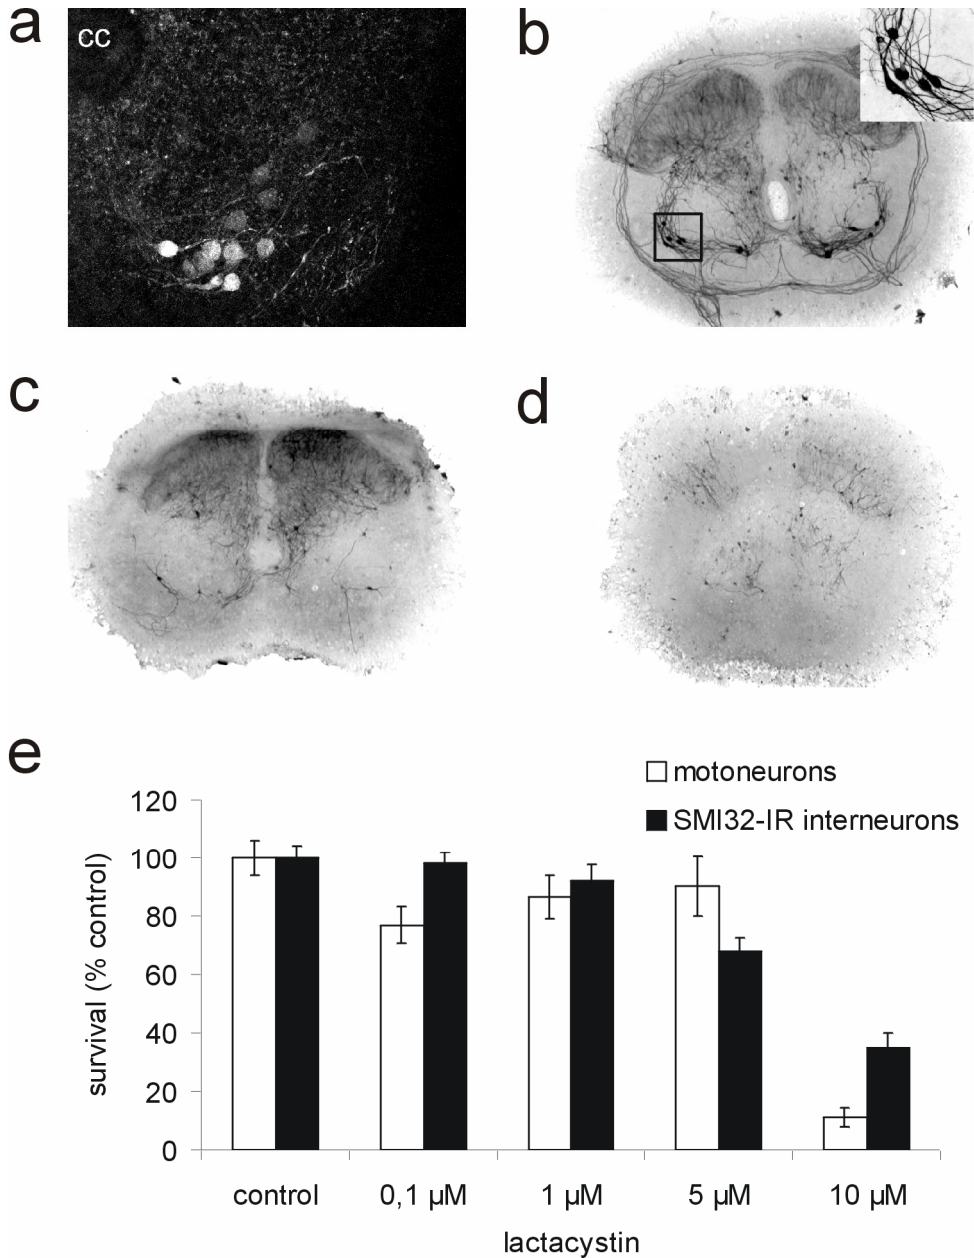 a
cc
b
c
d
e
motoneurons
SMI32-IR interneurons
survival (% control)
120
100
80
60
40
20
0
control
0,1 µM
1 µM
5 µM
10 µM
lactacystin